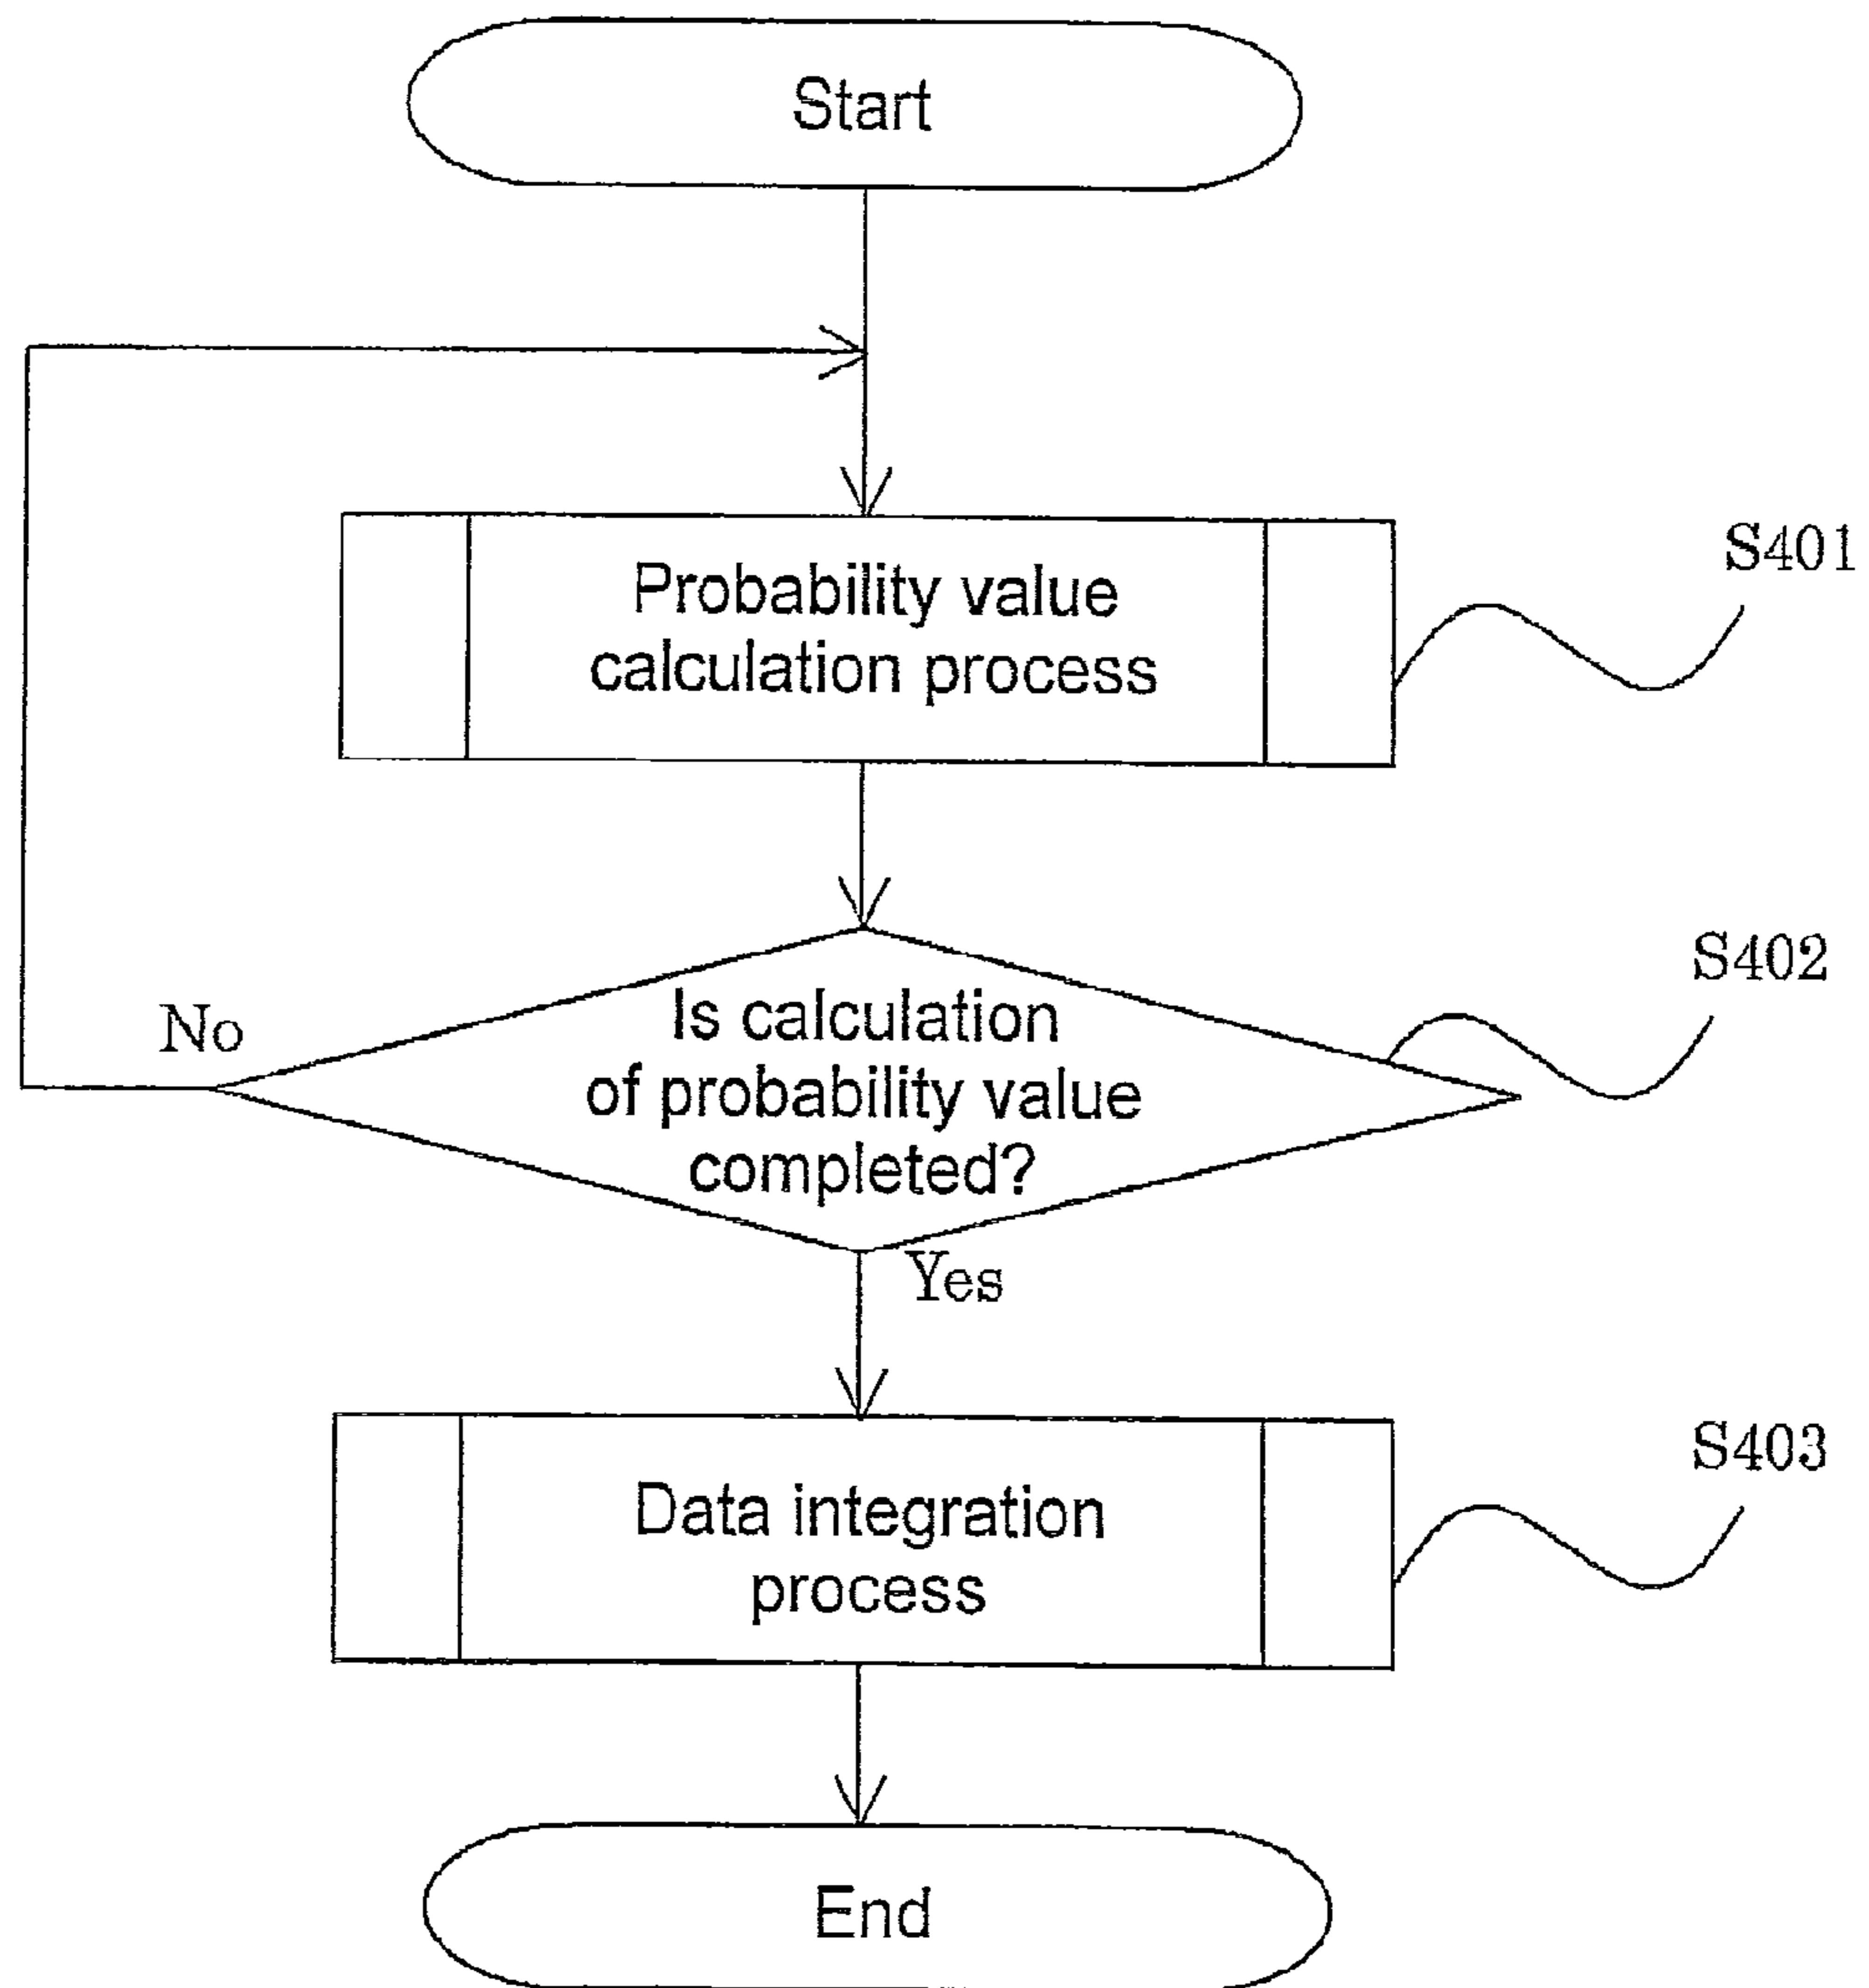 Start
Probability value
calculation process
S401
Is calculation
of probability value
completed?
S402
No
Yes
Data integration
process
S403
End